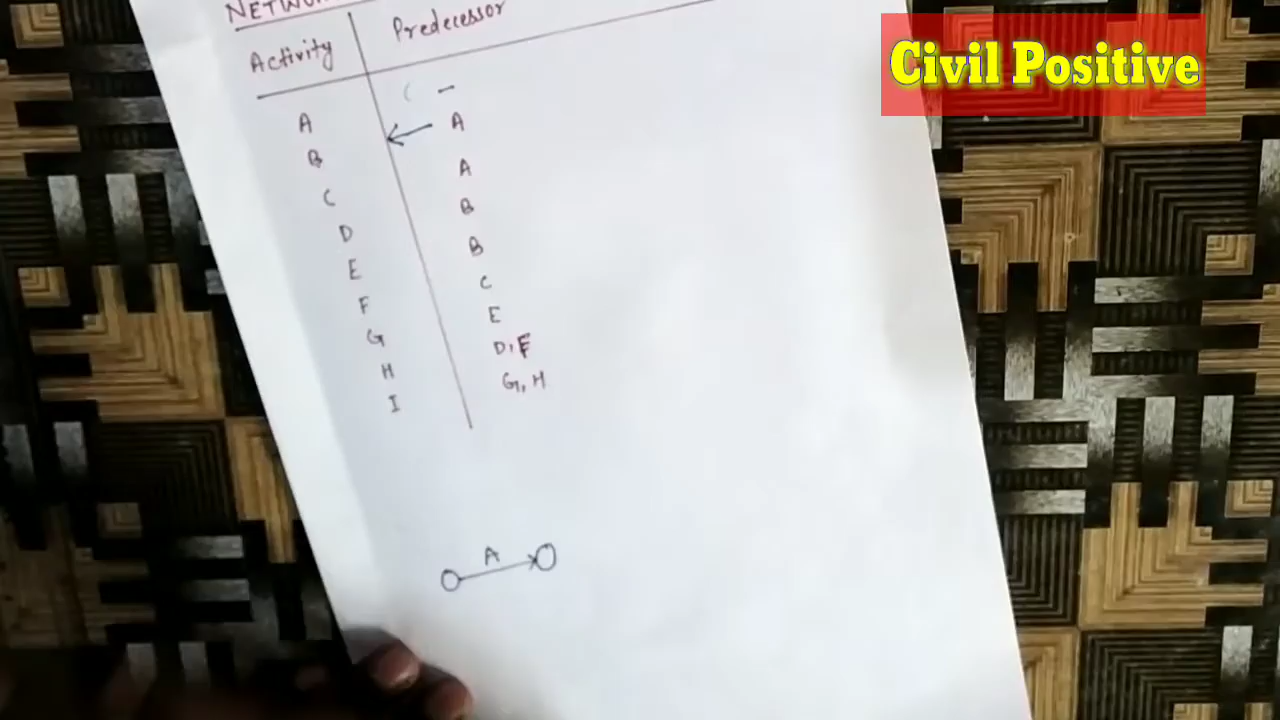 Civil Positive
Activity Predecessor
A -
B A
C A
D B
E B
F C
G E
H D, F
I G, H
A